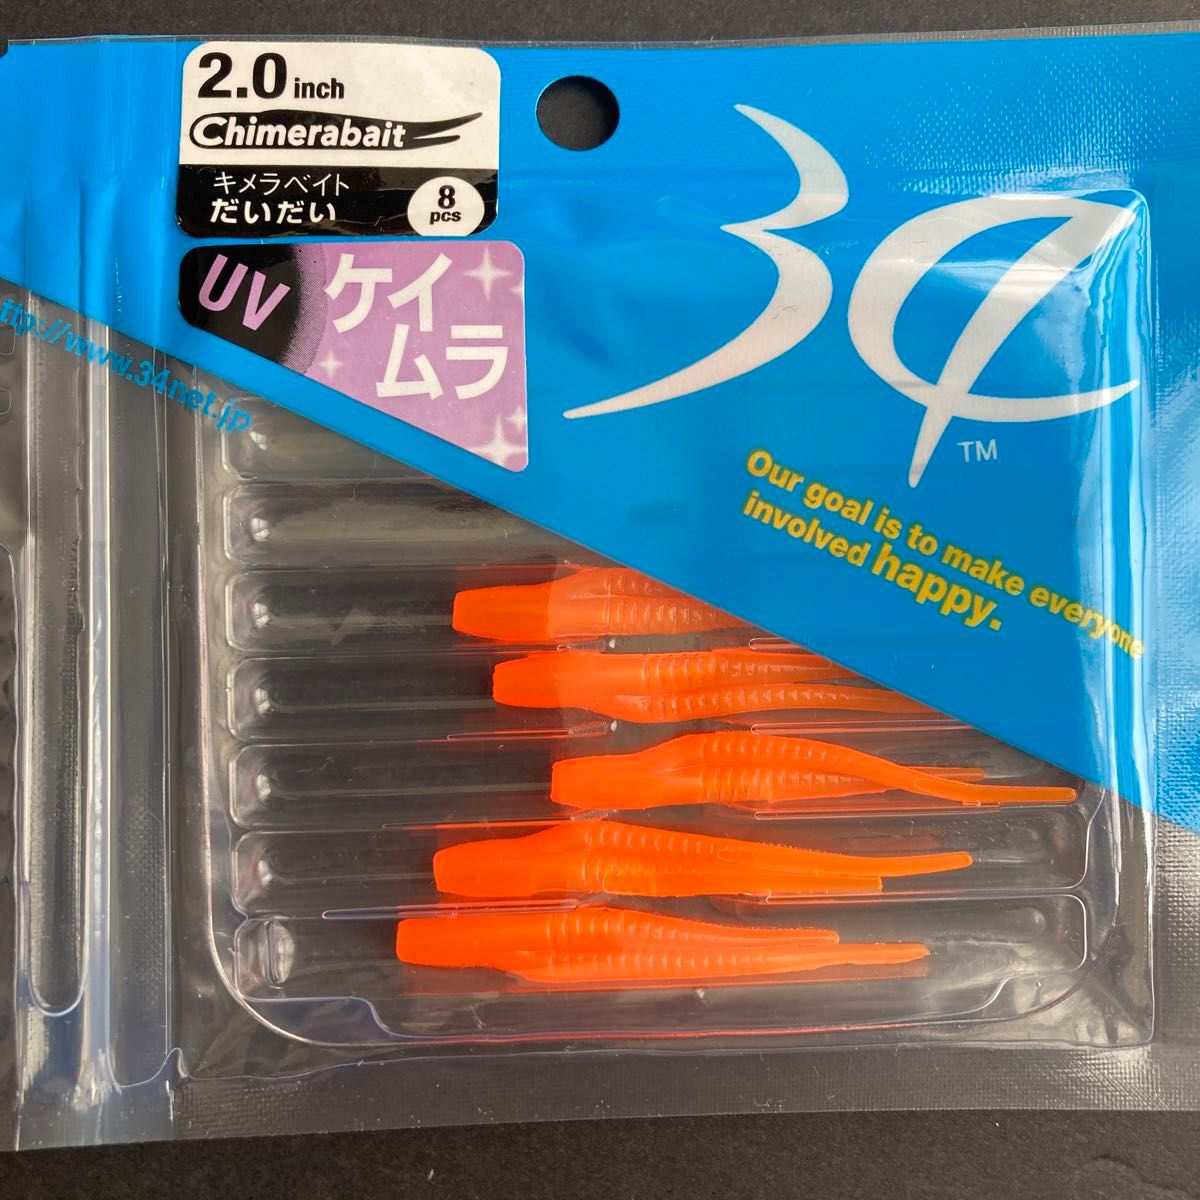 2.0 inch
Chimerabait
キメラベイト
だいだい
8
pcs
UV
ケイ
ムラ
34
TM
ttp://www.34net.jp
Our goal is to make everyone
involved happy.